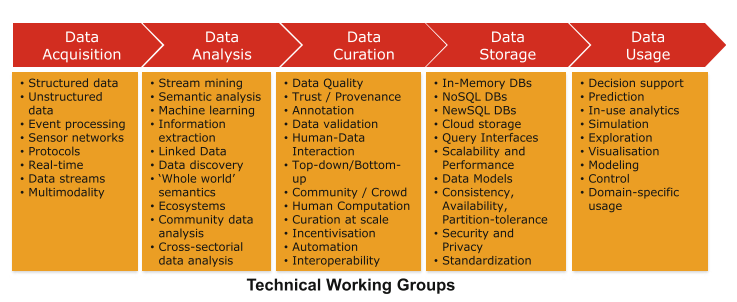 Data
Acquisition
Data
Analysis
Data
Curation
Data
Storage
Data
Usage
• Structured data
• Unstructured
data
• Event processing
• Sensor networks
• Protocols
• Real-time
• Data streams
• Multimodality
• Stream mining
• Semantic analysis
• Machine learning
• Information
extraction
• Linked Data
• Data discovery
• ‘Whole world’
semantics
• Ecosystems
• Community data
analysis
• Cross-sectorial
data analysis
• Data Quality
• Trust / Provenance
• Annotation
• Data validation
• Human-Data
Interaction
• Top-down/Bottom-
up
• Community / Crowd
• Human Computation
• Curation at scale
• Incentivisation
• Automation
• Interoperability
• In-Memory DBs
• NoSQL DBs
• NewSQL DBs
• Cloud storage
• Query Interfaces
• Scalability and
Performance
• Data Models
• Consistency,
Availability,
Partition-tolerance
• Security and
Privacy
• Standardization
• Decision support
• Prediction
• In-use analytics
• Simulation
• Exploration
• Visualisation
• Modeling
• Control
• Domain-specific
usage
Technical Working Groups